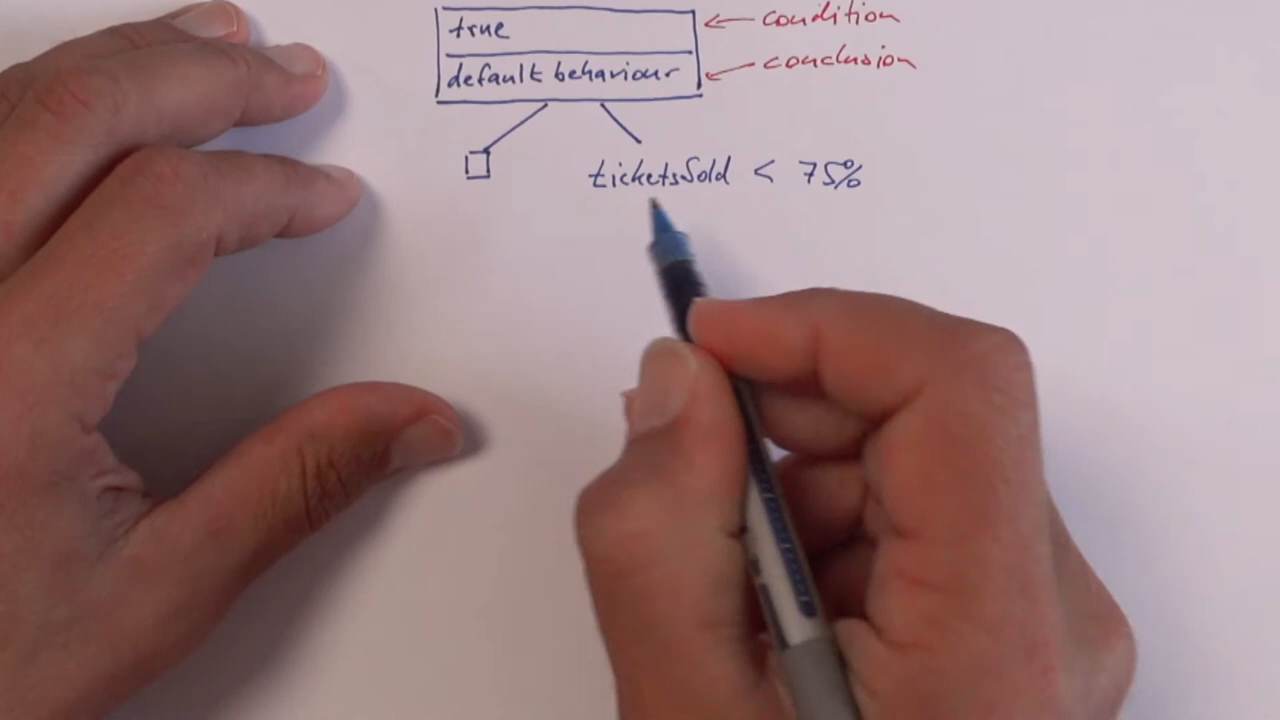 true
condition
default behaviour
conclusion
ticketsSold < 75%